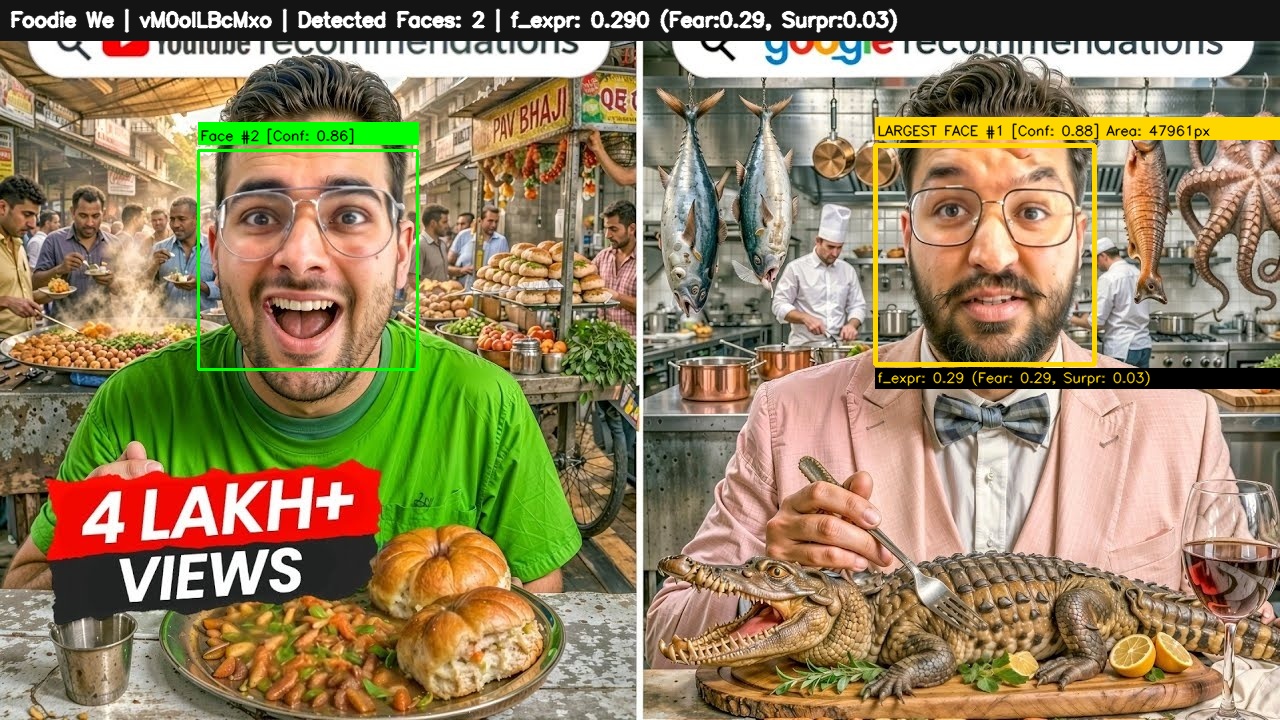 Foodie We | vM0oILBcMxo | Detected Faces: 2 | f_expr: 0.290 (Fear:0.29, Surpr:0.03)
YouTube recommendations
google recommendations
Face #2 [Conf: 0.86]
LARGEST FACE #1 [Conf: 0.88] Area: 47961px
PAV BHAJI
f_expr: 0.29 (Fear: 0.29, Surpr: 0.03)
4 LAKH+
VIEWS